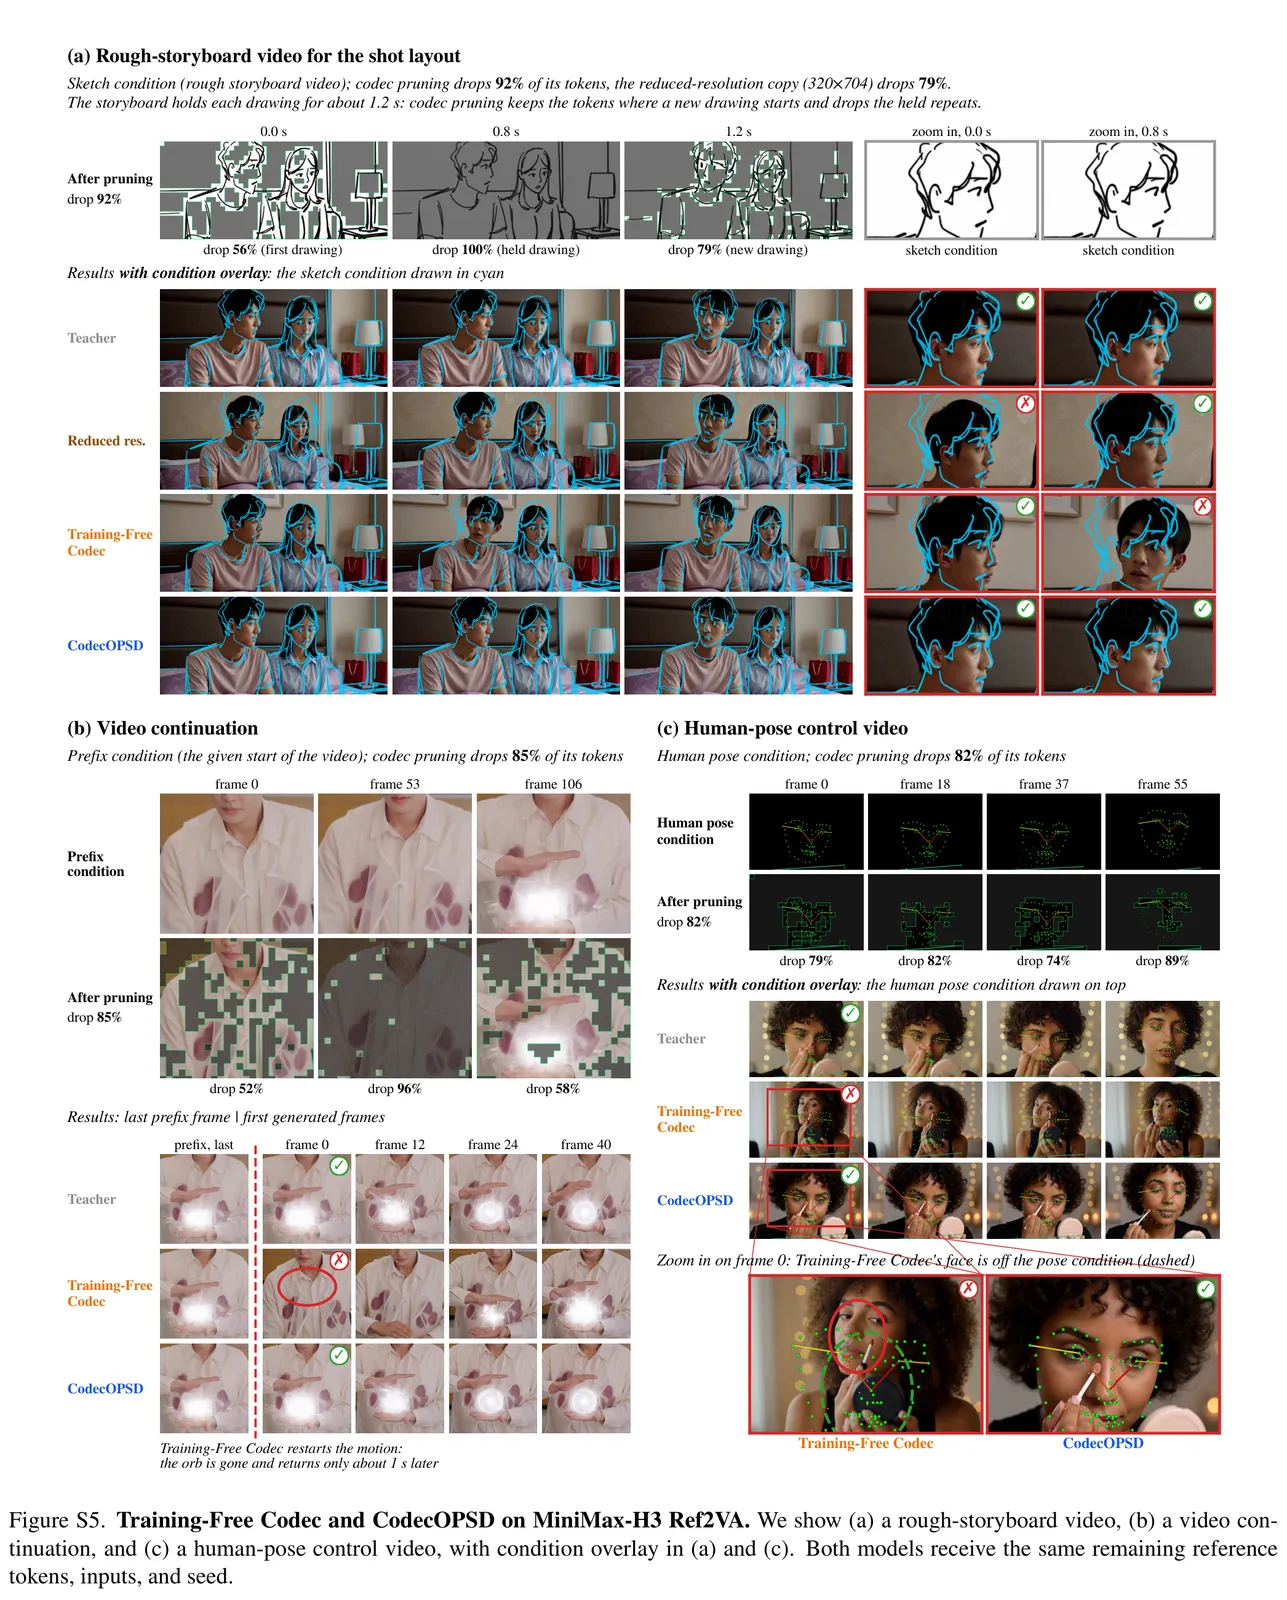 (a) Rough-storyboard video for the shot layout
Sketch condition (rough storyboard video); codec pruning drops 92% of its tokens, the reduced-resolution copy (320×704) drops 79%.
The storyboard holds each drawing for about 1.2 s: codec pruning keeps the tokens where a new drawing starts and drops the held repeats.
0.0 s
0.8 s
1.2 s
zoom in, 0.0 s
zoom in, 0.8 s
After pruning
drop 92%
drop 56% (first drawing)
drop 100% (held drawing)
drop 79% (new drawing)
sketch condition
sketch condition
Results with condition overlay: the sketch condition drawn in cyan
Teacher
✓
✓
Reduced res.
✗
✓
Training-Free
Codec
✓
✗
CodecOPSD
✓
✓
(b) Video continuation
Prefix condition (the given start of the video); codec pruning drops 85% of its tokens
frame 0
frame 53
frame 106
Prefix
condition
After pruning
drop 85%
drop 52%
drop 96%
drop 58%
Results: last prefix frame | first generated frames
prefix, last
frame 0
frame 12
frame 24
frame 40
Teacher
✓
Training-Free
Codec
✗
CodecOPSD
✓
Training-Free Codec restarts the motion:
the orb is gone and returns only about 1 s later
(c) Human-pose control video
Human pose condition; codec pruning drops 82% of its tokens
frame 0
frame 18
frame 37
frame 55
Human pose
condition
After pruning
drop 82%
drop 79%
drop 82%
drop 74%
drop 89%
Results with condition overlay: the human pose condition drawn on top
Teacher
✓
Training-Free
Codec
✗
CodecOPSD
✓
Zoom in on frame 0: Training-Free Codec's face is off the pose condition (dashed)
✗
✓
Training-Free Codec
CodecOPSD
Figure S5. Training-Free Codec and CodecOPSD on MiniMax-H3 Ref2VA. We show (a) a rough-storyboard video, (b) a video con-
tinuation, and (c) a human-pose control video, with condition overlay in (a) and (c). Both models receive the same remaining reference
tokens, inputs, and seed.